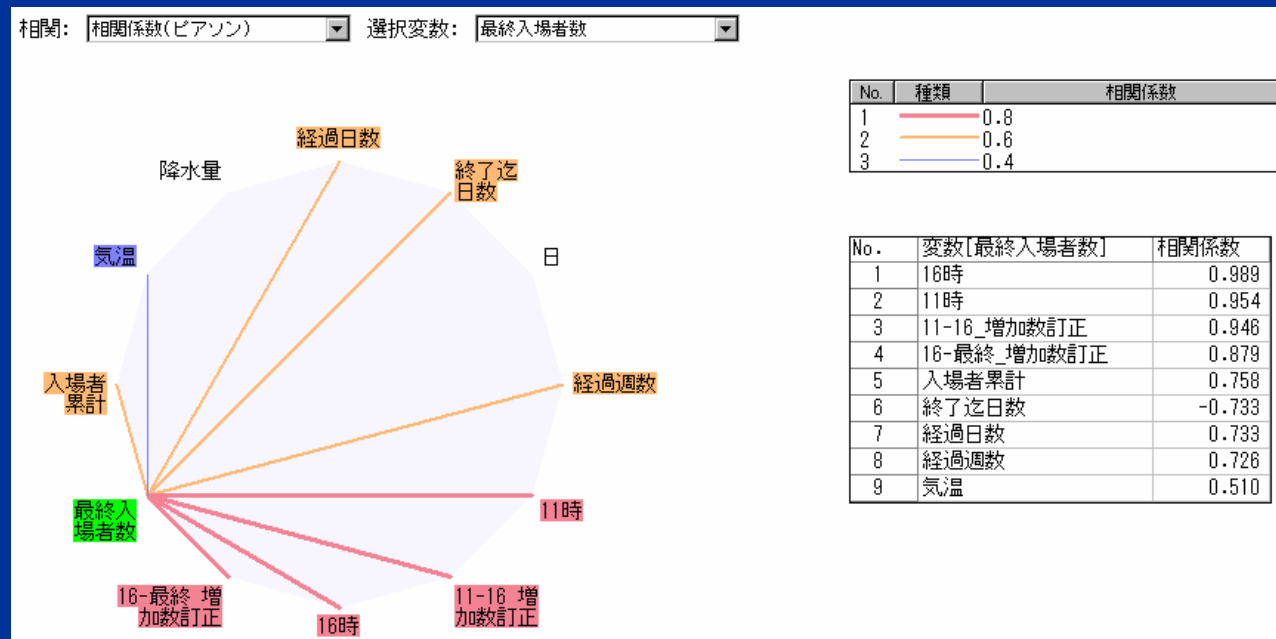 相関: 相関係数(ピアソン) 選択変数: 最終入場者数
経過日数
降水量
終了迄
日数
気温
日
入場者
累計
経過週数
最終入
場者数
11時
16-最終_増
加数訂正
16時
11-16_増
加数訂正
No. 種類 相関係数
1 0.8
2 0.6
3 0.4
No. 変数[最終入場者数] 相関係数
1 16時 0.989
2 11時 0.954
3 11-16_増加数訂正 0.946
4 16-最終_増加数訂正 0.879
5 入場者累計 0.758
6 終了迄日数 -0.733
7 経過日数 0.733
8 経過週数 0.726
9 気温 0.510